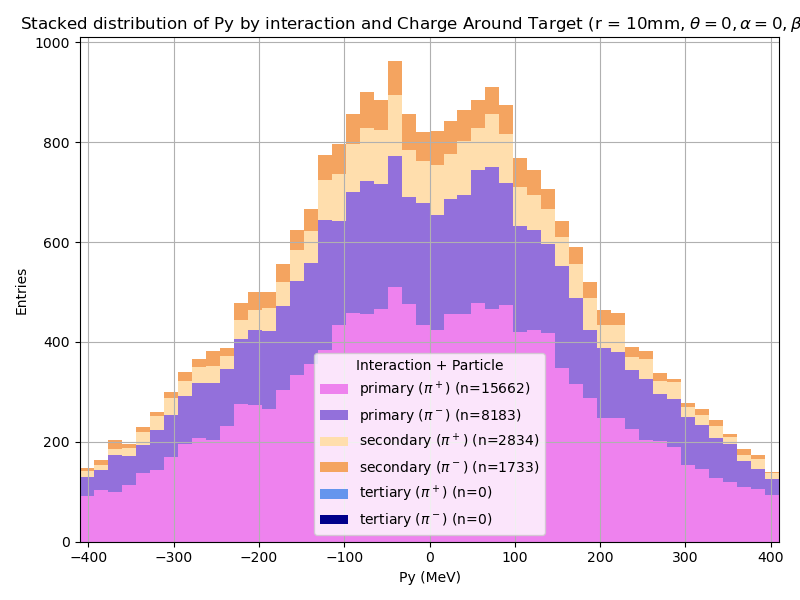 Stacked distribution of Py by interaction and Charge Around Target (r = 10mm, θ = 0, α = 0, β
1000
800
600
400
200
0
Entries
−400
−300
−200
−100
0
100
200
300
400
Py (MeV)
Interaction + Particle
primary (π⁺) (n=15662)
primary (π⁻) (n=8183)
secondary (π⁺) (n=2834)
secondary (π⁻) (n=1733)
tertiary (π⁺) (n=0)
tertiary (π⁻) (n=0)